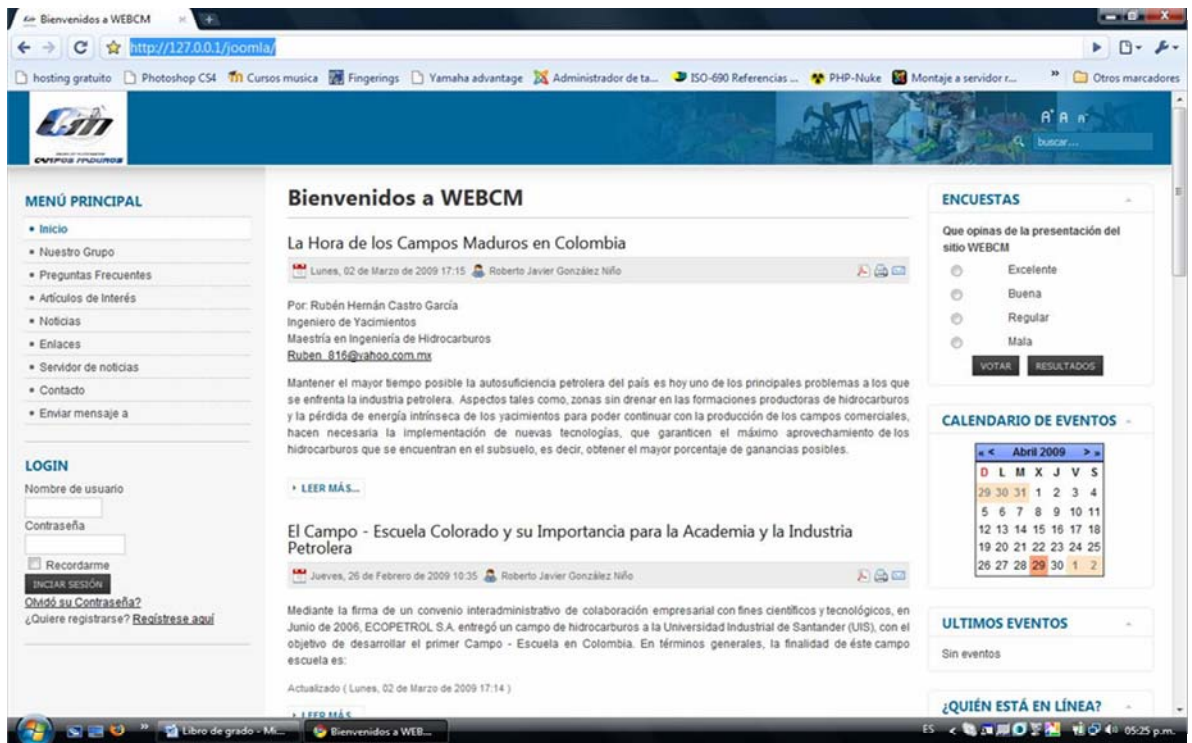 Bienvenidos a WEBCM
http://127.0.0.1/joomla/
hosting gratuito
Photoshop CS4
Cursos musica
Fingerings
Yamaha advantage
Administrador de ta...
ISO-690 Referencias ...
PHP-Nuke
Montaje a servidor r...
»
Otros marcadores
CAMPOS MADUROS
A+ A A-
buscar...
MENÚ PRINCIPAL
Inicio
Nuestro Grupo
Preguntas Frecuentes
Artículos de Interés
Noticias
Enlaces
Servidor de noticias
Contacto
Enviar mensaje a
LOGIN
Nombre de usuario
Contraseña
Recordarme
INICIAR SESIÓN
Olvidó su Contraseña?
¿Quiere registrarse? Regístrese aquí
Bienvenidos a WEBCM
La Hora de los Campos Maduros en Colombia
Lunes, 02 de Marzo de 2009 17:15 Roberto Javier González Niño
Por: Rubén Hernán Castro García
Ingeniero de Yacimientos
Maestría en Ingeniería de Hidrocarburos
Ruben_816@yahoo.com.mx
Mantener el mayor tiempo posible la autosuficiencia petrolera del país es hoy uno de los principales problemas a los que
se enfrenta la industria petrolera. Aspectos tales como, zonas sin drenar en las formaciones productoras de hidrocarburos
y la pérdida de energía intrínseca de los yacimientos para poder continuar con la producción de los campos comerciales,
hacen necesaria la implementación de nuevas tecnologías, que garanticen el máximo aprovechamiento de los
hidrocarburos que se encuentran en el subsuelo, es decir, obtener el mayor porcentaje de ganancias posibles.
LEER MÁS...
El Campo - Escuela Colorado y su Importancia para la Academia y la Industria
Petrolera
Jueves, 26 de Febrero de 2009 10:35 Roberto Javier González Niño
Mediante la firma de un convenio interadministrativo de colaboración empresarial con fines científicos y tecnológicos, en
Junio de 2006, ECOPETROL S.A. entregó un campo de hidrocarburos a la Universidad Industrial de Santander (UIS), con el
objetivo de desarrollar el primer Campo - Escuela en Colombia. En términos generales, la finalidad de éste campo
escuela es:
Actualizado ( Lunes, 02 de Marzo de 2009 17:14 )
LEER MÁS...
ENCUESTAS
Que opinas de la presentación del
sitio WEBCM
Excelente
Buena
Regular
Mala
VOTAR RESULTADOS
CALENDARIO DE EVENTOS
« < Abril 2009 > »
D L M X J V S
29 30 31 1 2 3 4
5 6 7 8 9 10 11
12 13 14 15 16 17 18
19 20 21 22 23 24 25
26 27 28 29 30 1 2
ULTIMOS EVENTOS
Sin eventos
¿QUIÉN ESTÁ EN LÍNEA?
»
Libro de grado - Mi...
Bienvenidos a WEB...
ES
05:25 p.m.